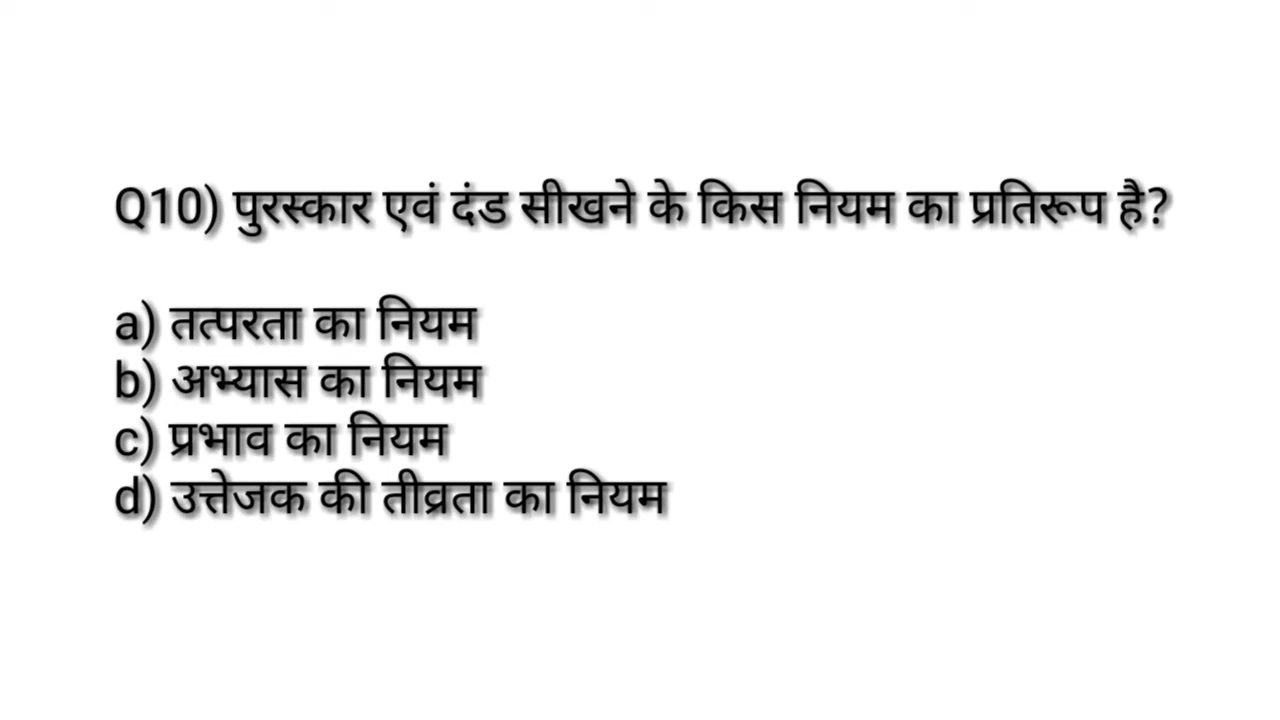 Q10) पुरस्कार एवं दंड सीखने के किस नियम का प्रतिरूप है?
a) तत्परता का नियम
b) अभ्यास का नियम
c) प्रभाव का नियम
d) उत्तेजक की तीव्रता का नियम